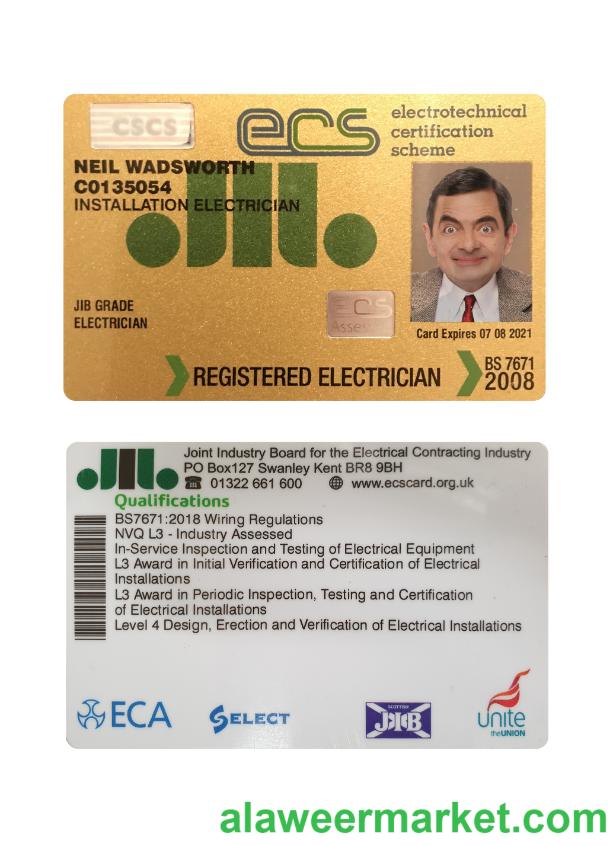 CSCS
ecs
electrotechnical
certification
scheme
NEIL WADSWORTH
C0135054
INSTALLATION ELECTRICIAN
jib
JIB GRADE
ELECTRICIAN
ECS
Card Expires 07 08 2021
REGISTERED ELECTRICIAN
BS 7671
2008
jib
Joint Industry Board for the Electrical Contracting Industry
PO Box127 Swanley Kent BR8 9BH
01322 661 600 www.ecscard.org.uk
Qualifications
BS7671:2018 Wiring Regulations
NVQ L3 - Industry Assessed
In-Service Inspection and Testing of Electrical Equipment
L3 Award in Initial Verification and Certification of Electrical
Installations
L3 Award in Periodic Inspection, Testing and Certification
of Electrical Installations
Level 4 Design, Erection and Verification of Electrical Installations
ECA
SELECT
SCOTTISH
JIB
unite
theUNION
alaweermarket.com